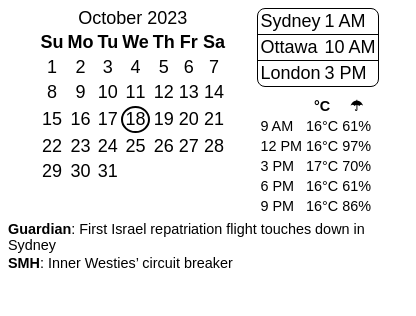 October 2023
Su Mo Tu We Th Fr Sa
1 2 3 4 5 6 7
8 9 10 11 12 13 14
15 16 17 18 19 20 21
22 23 24 25 26 27 28
29 30 31
Sydney 1 AM
Ottawa 10 AM
London 3 PM
°C ☂
9 AM 16°C 61%
12 PM 16°C 97%
3 PM 17°C 70%
6 PM 16°C 61%
9 PM 16°C 86%
Guardian: First Israel repatriation flight touches down in
Sydney
SMH: Inner Westies’ circuit breaker